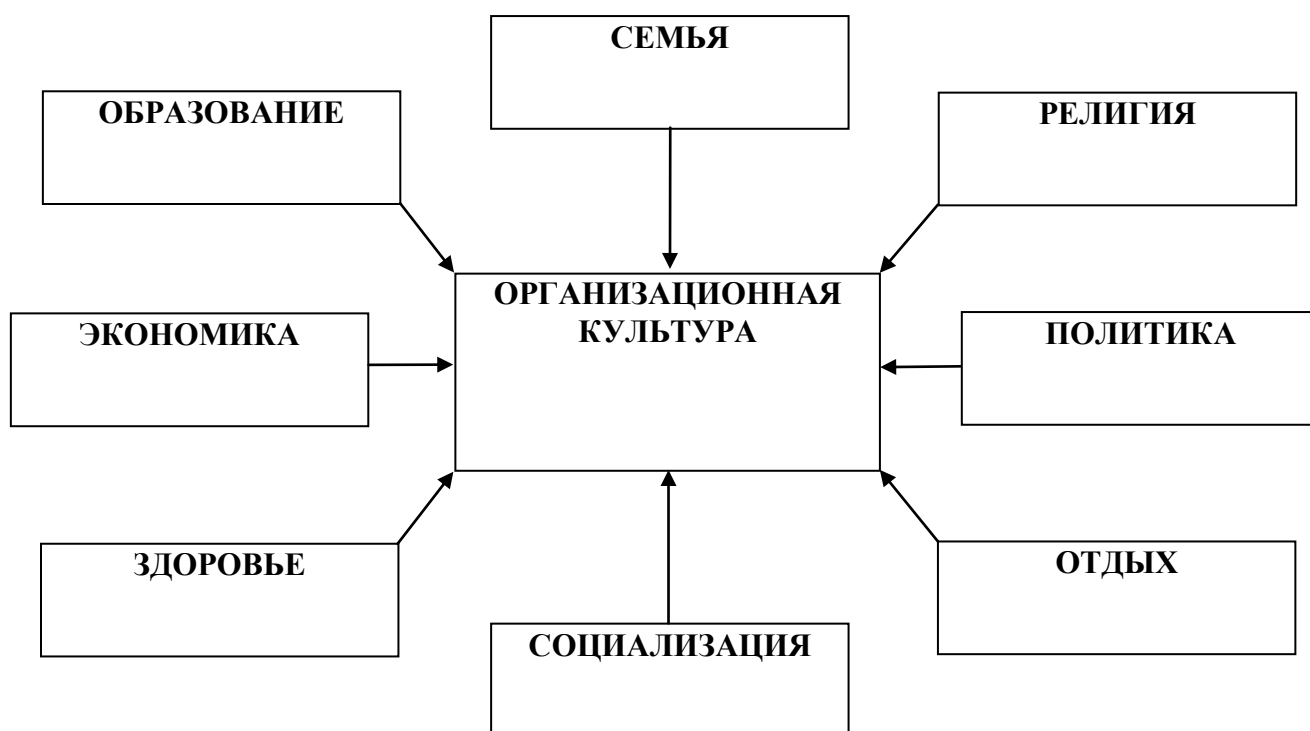 СЕМЬЯ
ОБРАЗОВАНИЕ
РЕЛИГИЯ
ОРГАНИЗАЦИОННАЯ
КУЛЬТУРА
ЭКОНОМИКА
ПОЛИТИКА
ЗДОРОВЬЕ
ОТДЫХ
СОЦИАЛИЗАЦИЯ